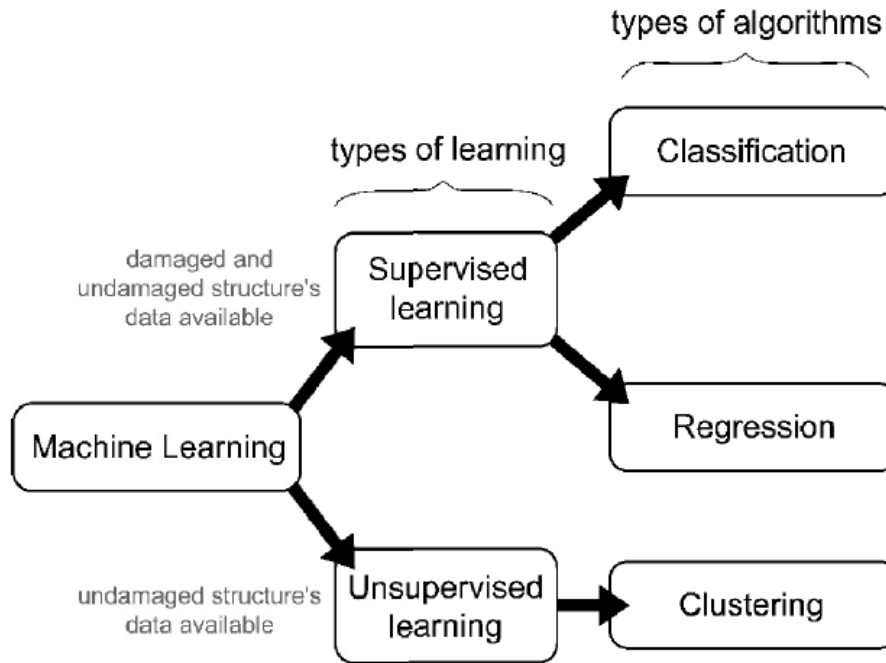 types of algorithms
Classification
types of learning
damaged and
undamaged structure's
data available
Supervised
learning
Machine Learning
Regression
undamaged structure's
data available
Unsupervised
learning
Clustering